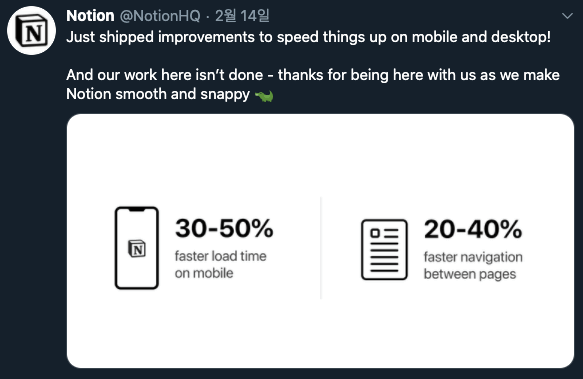 Notion @NotionHQ · 2월 14일
Just shipped improvements to speed things up on mobile and desktop!
And our work here isn't done - thanks for being here with us as we make
Notion smooth and snappy 🐊
30-50%
faster load time
on mobile
20-40%
faster navigation
between pages